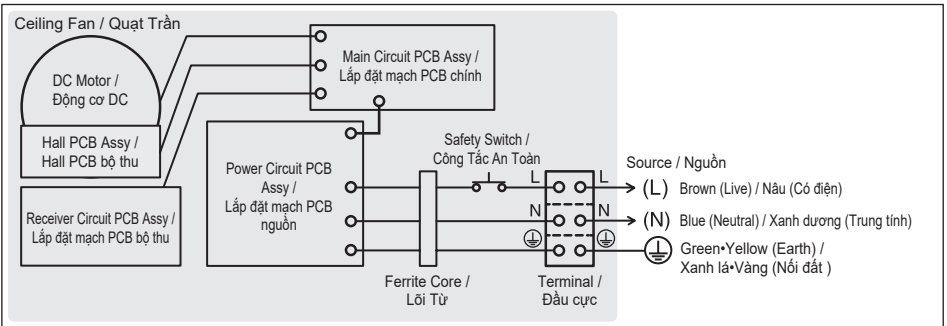 Ceiling Fan / Quạt Trần
DC Motor /
Động cơ DC
Hall PCB Assy /
Hall PCB bộ thu
Receiver Circuit PCB Assy /
Lắp đặt mạch PCB bộ thu
Main Circuit PCB Assy /
Lắp đặt mạch PCB chính
Power Circuit PCB
Assy /
Lắp đặt mạch PCB
nguồn
Safety Switch /
Công Tắc An Toàn
Ferrite Core /
Lõi Từ
L L
N N
Terminal /
Đầu cực
Source / Nguồn
(L) Brown (Live) / Nâu (Có điện)
(N) Blue (Neutral) / Xanh dương (Trung tính)
Green•Yellow (Earth) /
Xanh lá•Vàng (Nối đất )